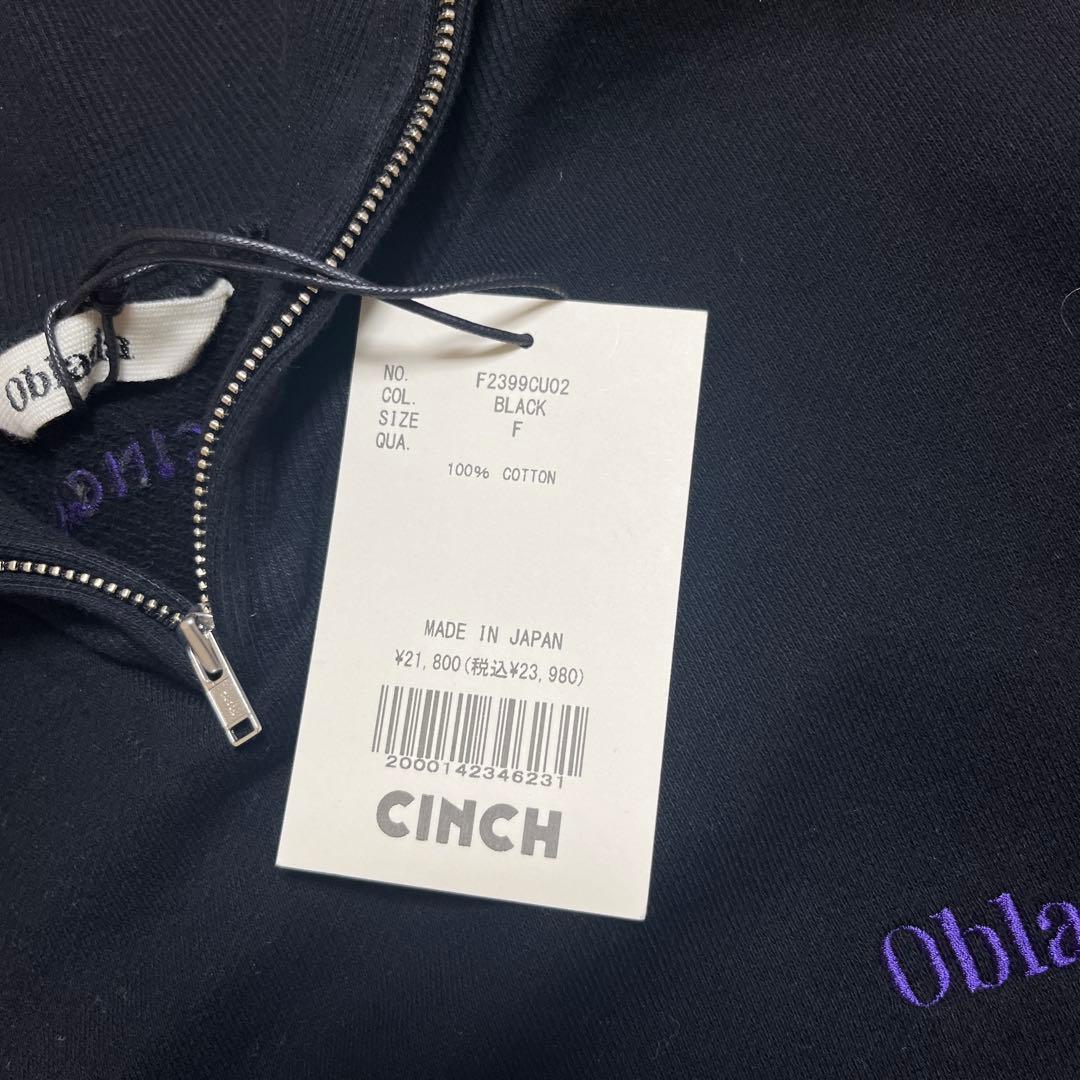 NO. F2399CU02
COL. BLACK
SIZE F
QUA.
100% COTTON
MADE IN JAPAN
¥21,800(税込¥23,980)
2000142346231
CINCH
Obla